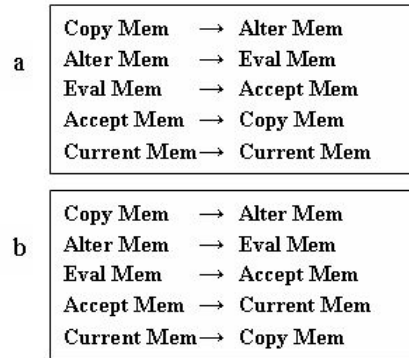 a
Copy Mem → Alter Mem
Alter Mem → Eval Mem
Eval Mem → Accept Mem
Accept Mem → Copy Mem
Current Mem → Current Mem
b
Copy Mem → Alter Mem
Alter Mem → Eval Mem
Eval Mem → Accept Mem
Accept Mem → Current Mem
Current Mem → Copy Mem